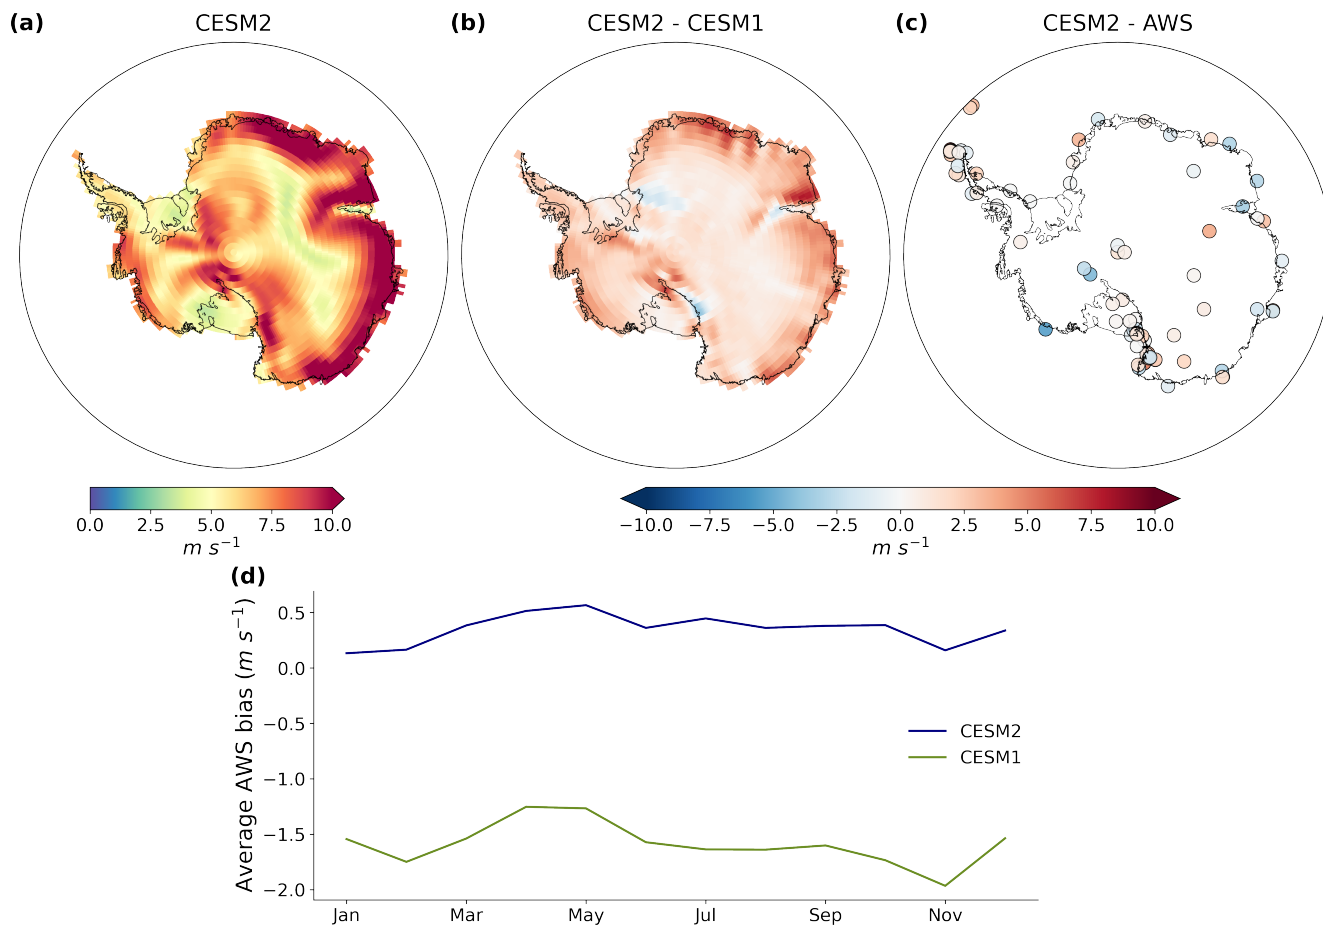 (a) CESM2
(b) CESM2 - CESM1
(c) CESM2 - AWS
0.0 2.5 5.0 7.5 10.0
m s⁻¹
−10.0 −7.5 −5.0 −2.5 0.0 2.5 5.0 7.5 10.0
m s⁻¹
(d)
Average AWS bias (m s⁻¹)
0.5
0.0
−0.5
−1.0
−1.5
−2.0
CESM2
CESM1
Jan Mar May Jul Sep Nov